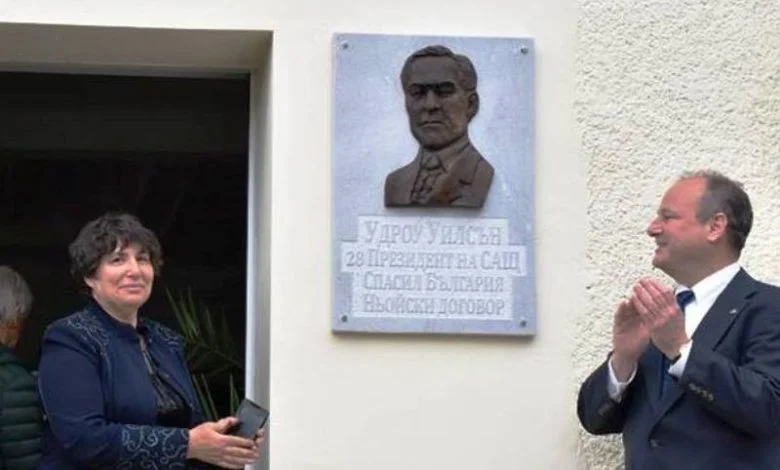 Удроу Уилсън
28 Президент на САЩ
Спасил България
Ньойски договор